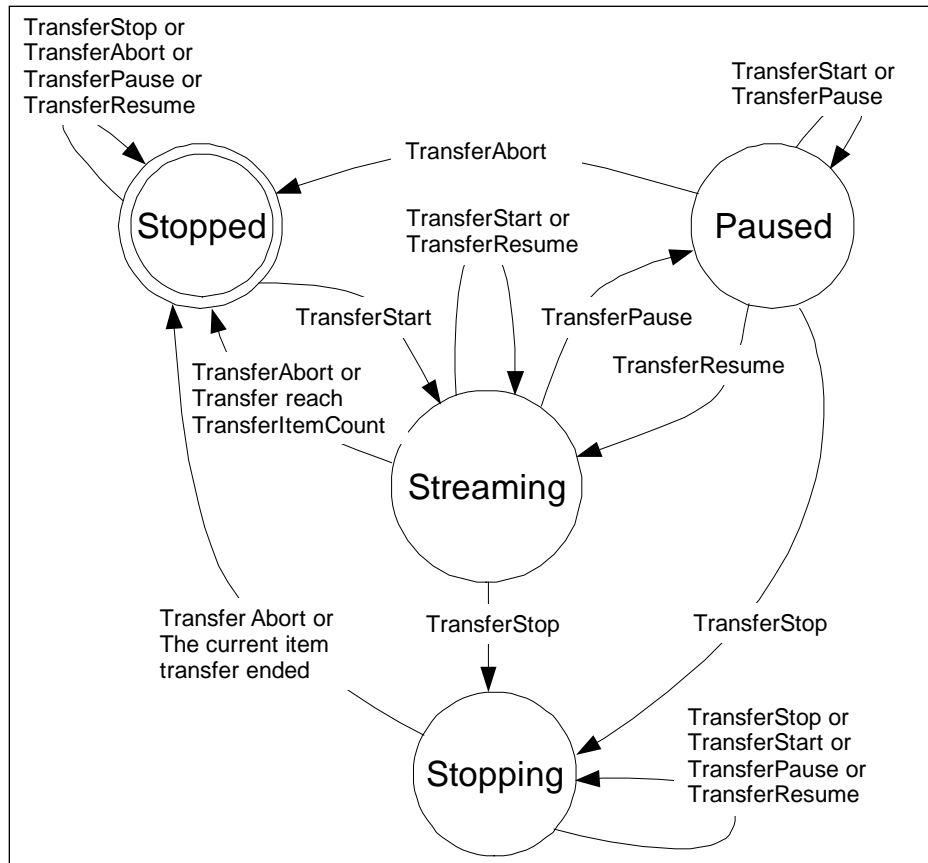 TransferStop or
TransferAbort or
TransferPause or
TransferResume
TransferStart or
TransferPause
TransferAbort
Stopped
Paused
TransferStart or
TransferResume
TransferStart
TransferPause
TransferResume
TransferAbort or
Transfer reach
TransferItemCount
Streaming
Transfer Abort or
The current item
transfer ended
TransferStop
TransferStop
Stopping
TransferStop or
TransferStart or
TransferPause or
TransferResume